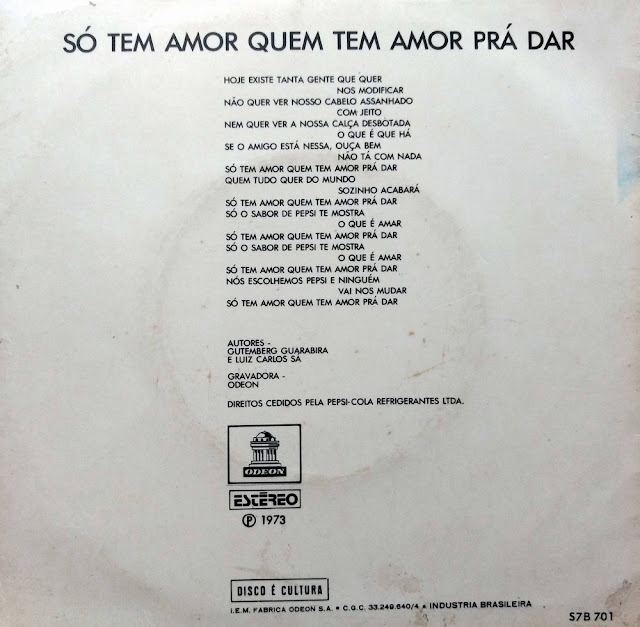 SÓ TEM AMOR QUEM TEM AMOR PRÁ DAR
HOJE EXISTE TANTA GENTE QUE QUER
NOS MODIFICAR
NÃO QUER VER NOSSO CABELO ASSANHADO
COM JEITO
NEM QUER VER A NOSSA CALÇA DESBOTADA
O QUE É QUE HÁ
SE O AMIGO ESTÁ NESSA, OUÇA BEM
NÃO TÁ COM NADA
SÓ TEM AMOR QUEM TEM AMOR PRÁ DAR
QUEM TUDO QUER DO MUNDO
SOZINHO ACABARÁ
SÓ TEM AMOR QUEM TEM AMOR PRÁ DAR
SÓ O SABOR DE PEPSI TE MOSTRA
O QUE É AMAR
SÓ TEM AMOR QUEM TEM AMOR PRÁ DAR
SÓ O SABOR DE PEPSI TE MOSTRA
O QUE É AMAR
SÓ TEM AMOR QUEM TEM AMOR PRÁ DAR
NÓS ESCOLHEMOS PEPSI E NINGUÉM
VAI NOS MUDAR
SÓ TEM AMOR QUEM TEM AMOR PRÁ DAR
AUTORES -
GUTEMBERG GUARABIRA
E LUIZ CARLOS SÁ
GRAVADORA -
ODEON
DIREITOS CEDIDOS PELA PEPSI-COLA REFRIGERANTES LTDA.
ODEON
ESTÉREO
Ⓟ 1973
DISCO É CULTURA
I.E.M. FABRICA ODEON S.A. • C.G.C. 33.249.640/4 • INDUSTRIA BRASILEIRA
S7B 701